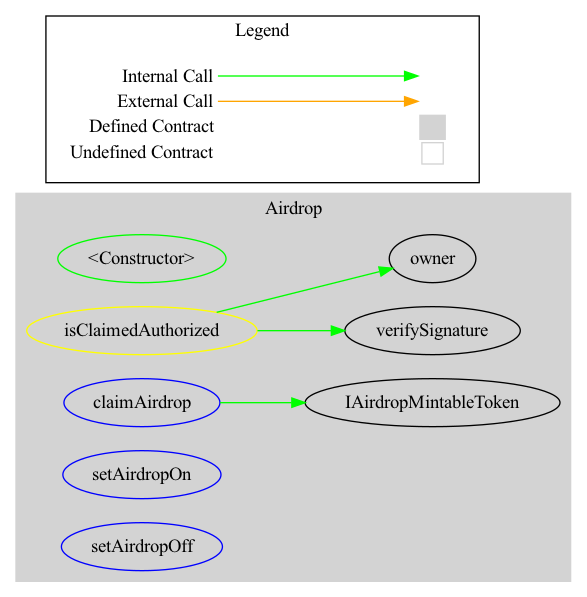 Legend
Internal Call
External Call
Defined Contract
Undefined Contract
Airdrop
<Constructor>
owner
isClaimedAuthorized
verifySignature
claimAirdrop
IAirdropMintableToken
setAirdropOn
setAirdropOff